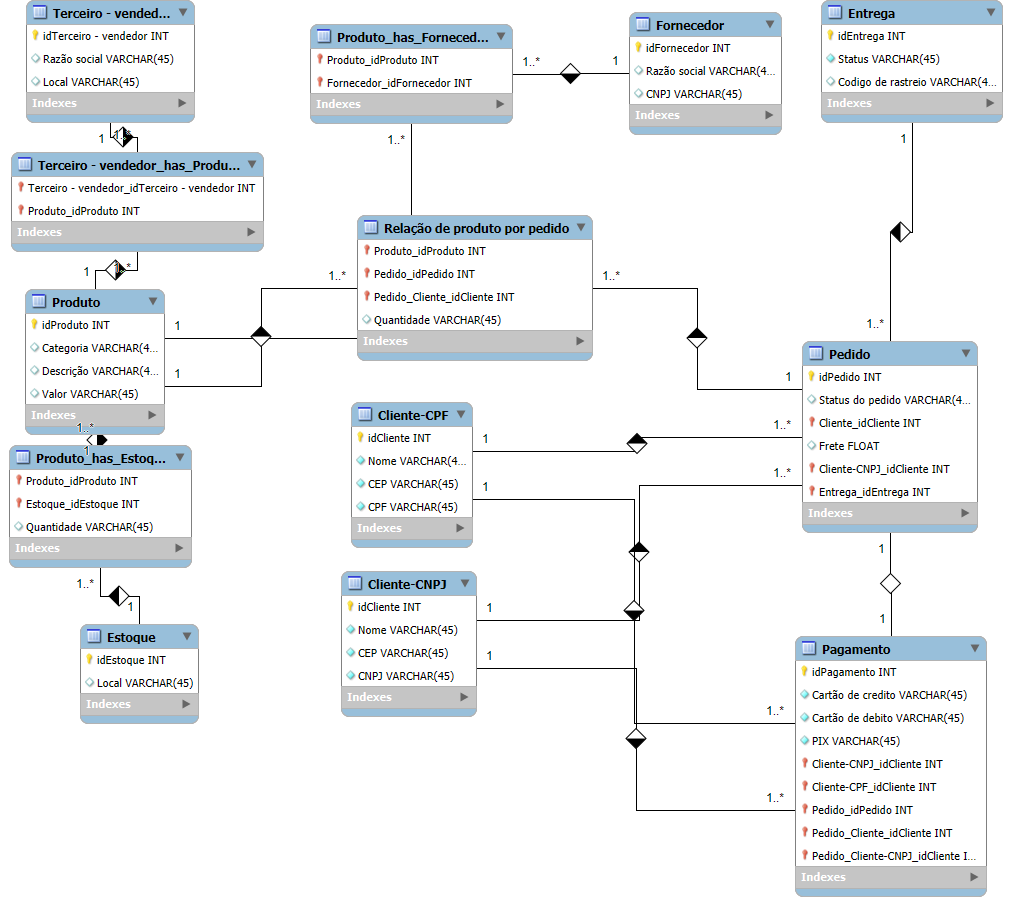 Terceiro - vended...
idTerceiro - vendedor INT
Razão social VARCHAR(45)
Local VARCHAR(45)
Indexes
1
1..*
Terceiro - vendedor_has_Produ...
Terceiro - vendedor_idTerceiro - vendedor INT
Produto_idProduto INT
Indexes
1
1..*
Produto
idProduto INT
Categoria VARCHAR(4...
Descrição VARCHAR(4...
Valor VARCHAR(45)
Indexes
1
1
1..*
1
Produto_has_Estoq...
Produto_idProduto INT
Estoque_idEstoque INT
Quantidade VARCHAR(45)
Indexes
1..*
1
Estoque
idEstoque INT
Local VARCHAR(45)
Indexes
Produto_has_Forneced...
Produto_idProduto INT
Fornecedor_idFornecedor INT
Indexes
1..*
1
1..*
Fornecedor
idFornecedor INT
Razão social VARCHAR(4...
CNPJ VARCHAR(45)
Indexes
Relação de produto por pedido
Produto_idProduto INT
Pedido_idPedido INT
Pedido_Cliente_idCliente INT
Quantidade VARCHAR(45)
Indexes
1..*
1..*
1
Cliente-CPF
idCliente INT
Nome VARCHAR(4...
CEP VARCHAR(45)
CPF VARCHAR(45)
Indexes
1
1
Cliente-CNPJ
idCliente INT
Nome VARCHAR(45)
CEP VARCHAR(45)
CNPJ VARCHAR(45)
Indexes
1
1
Entrega
idEntrega INT
Status VARCHAR(45)
Codigo de rastreio VARCHAR(4...
Indexes
1
1..*
Pedido
idPedido INT
Status do pedido VARCHAR(4...
Cliente_idCliente INT
Frete FLOAT
Cliente-CNPJ_idCliente INT
Entrega_idEntrega INT
Indexes
1..*
1..*
1
1
Pagamento
idPagamento INT
Cartão de credito VARCHAR(45)
Cartão de debito VARCHAR(45)
PIX VARCHAR(45)
Cliente-CNPJ_idCliente INT
Cliente-CPF_idCliente INT
Pedido_idPedido INT
Pedido_Cliente_idCliente INT
Pedido_Cliente-CNPJ_idCliente I...
Indexes
1..*
1..*